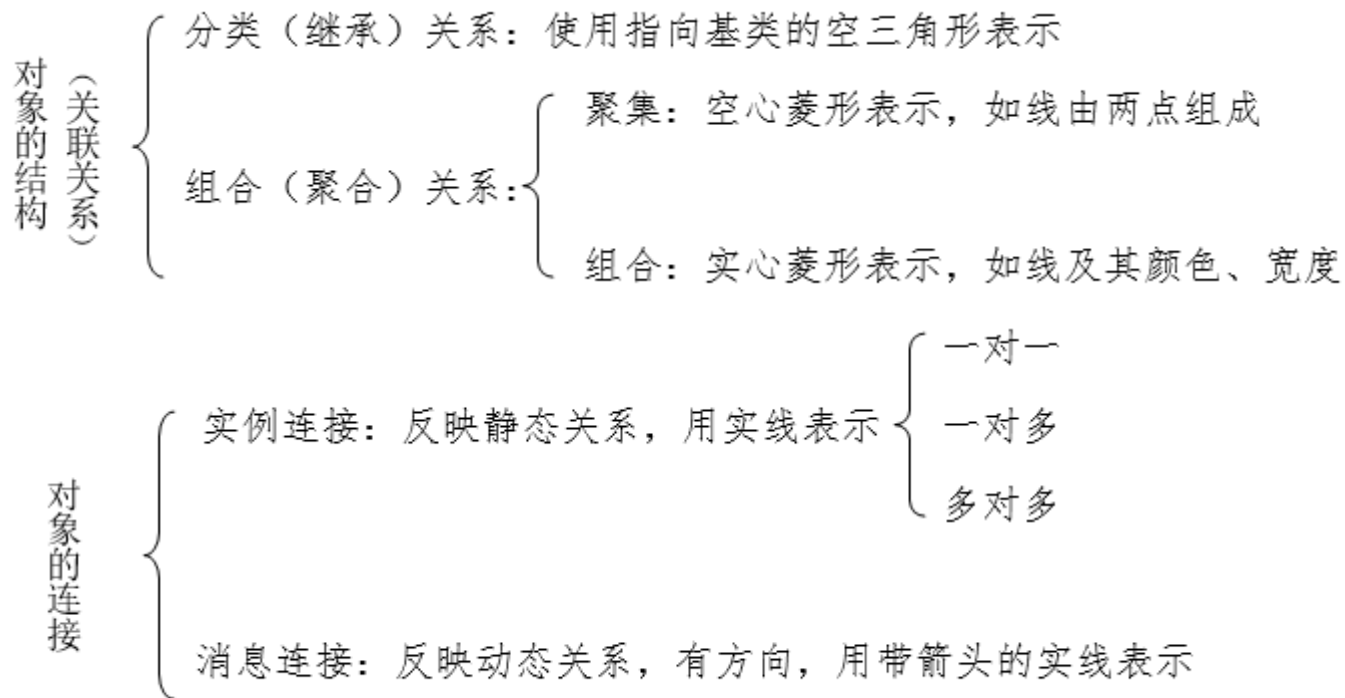 对象的结构
（关联关系）
分类（继承）关系：使用指向基类的空三角形表示
组合（聚合）关系：
聚集：空心菱形表示，如线由两点组成
组合：实心菱形表示，如线及其颜色、宽度
对象的连接
实例连接：反映静态关系，用实线表示
一对一
一对多
多对多
消息连接：反映动态关系，有方向，用带箭头的实线表示